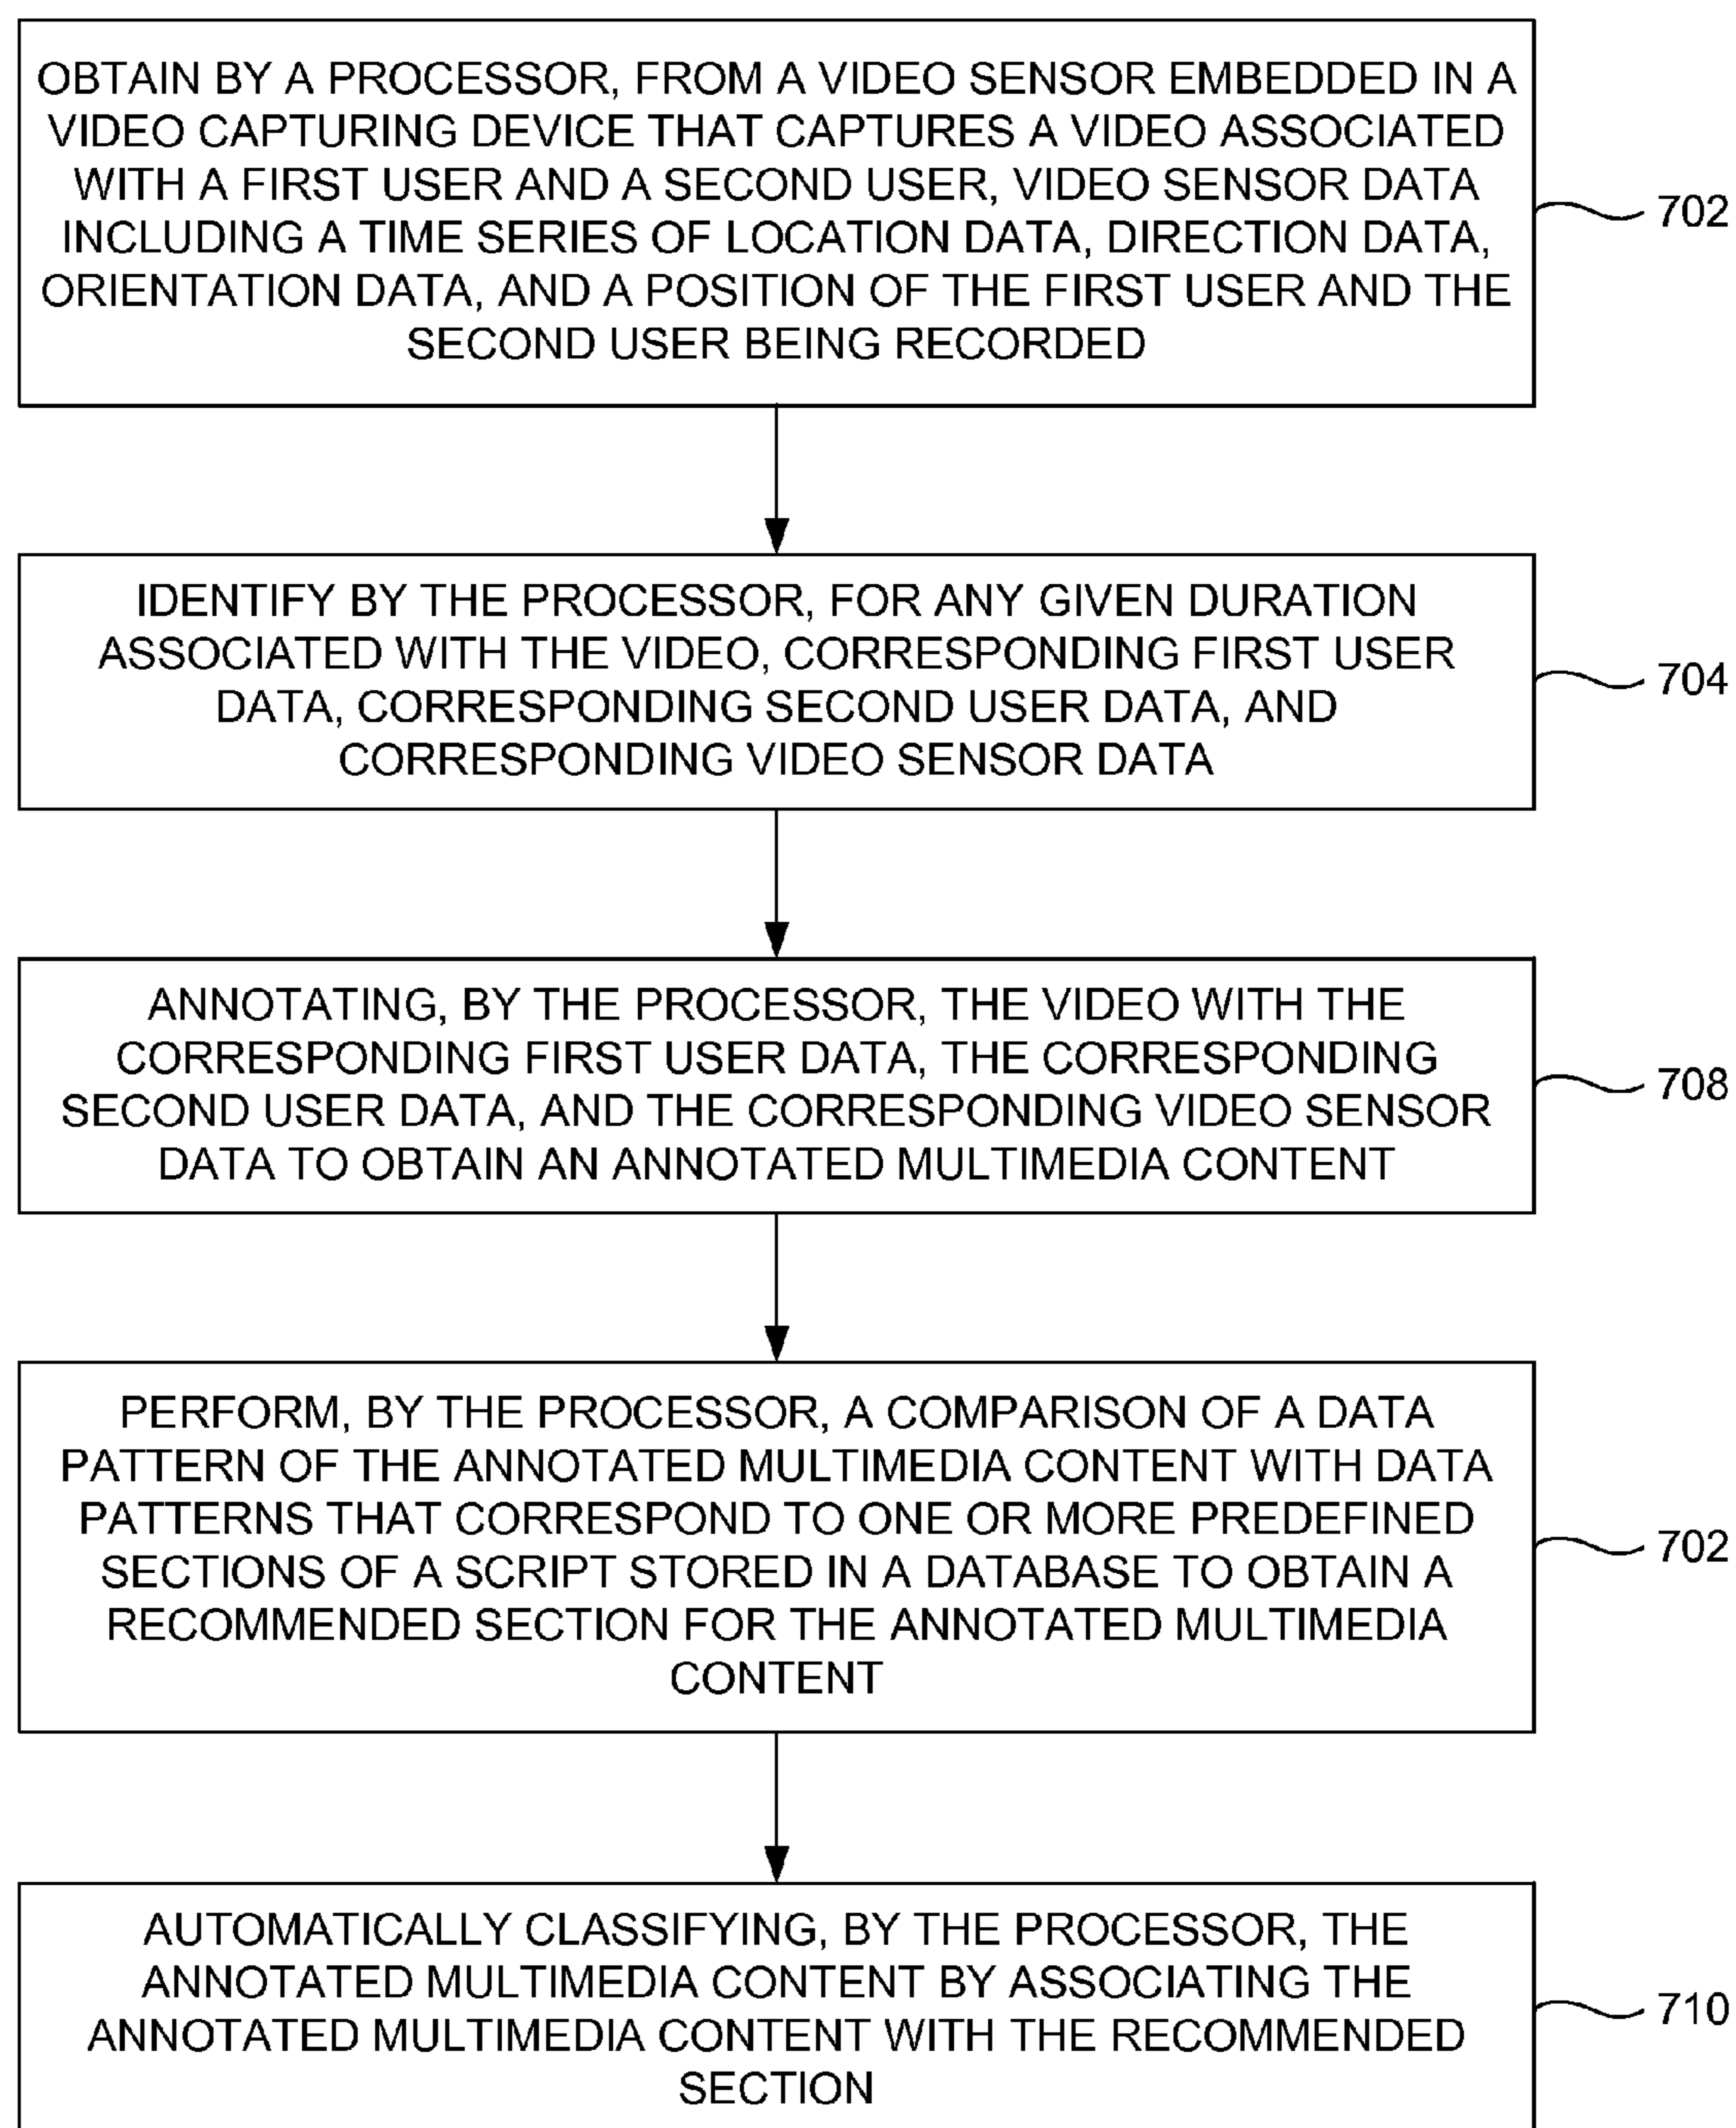 OBTAIN BY A PROCESSOR, FROM A VIDEO SENSOR EMBEDDED IN A
VIDEO CAPTURING DEVICE THAT CAPTURES A VIDEO ASSOCIATED
WITH A FIRST USER AND A SECOND USER, VIDEO SENSOR DATA
INCLUDING A TIME SERIES OF LOCATION DATA, DIRECTION DATA,
ORIENTATION DATA, AND A POSITION OF THE FIRST USER AND THE
SECOND USER BEING RECORDED
702
IDENTIFY BY THE PROCESSOR, FOR ANY GIVEN DURATION
ASSOCIATED WITH THE VIDEO, CORRESPONDING FIRST USER
DATA, CORRESPONDING SECOND USER DATA, AND
CORRESPONDING VIDEO SENSOR DATA
704
ANNOTATING, BY THE PROCESSOR, THE VIDEO WITH THE
CORRESPONDING FIRST USER DATA, THE CORRESPONDING
SECOND USER DATA, AND THE CORRESPONDING VIDEO SENSOR
DATA TO OBTAIN AN ANNOTATED MULTIMEDIA CONTENT
708
PERFORM, BY THE PROCESSOR, A COMPARISON OF A DATA
PATTERN OF THE ANNOTATED MULTIMEDIA CONTENT WITH DATA
PATTERNS THAT CORRESPOND TO ONE OR MORE PREDEFINED
SECTIONS OF A SCRIPT STORED IN A DATABASE TO OBTAIN A
RECOMMENDED SECTION FOR THE ANNOTATED MULTIMEDIA
CONTENT
702
AUTOMATICALLY CLASSIFYING, BY THE PROCESSOR, THE
ANNOTATED MULTIMEDIA CONTENT BY ASSOCIATING THE
ANNOTATED MULTIMEDIA CONTENT WITH THE RECOMMENDED
SECTION
710